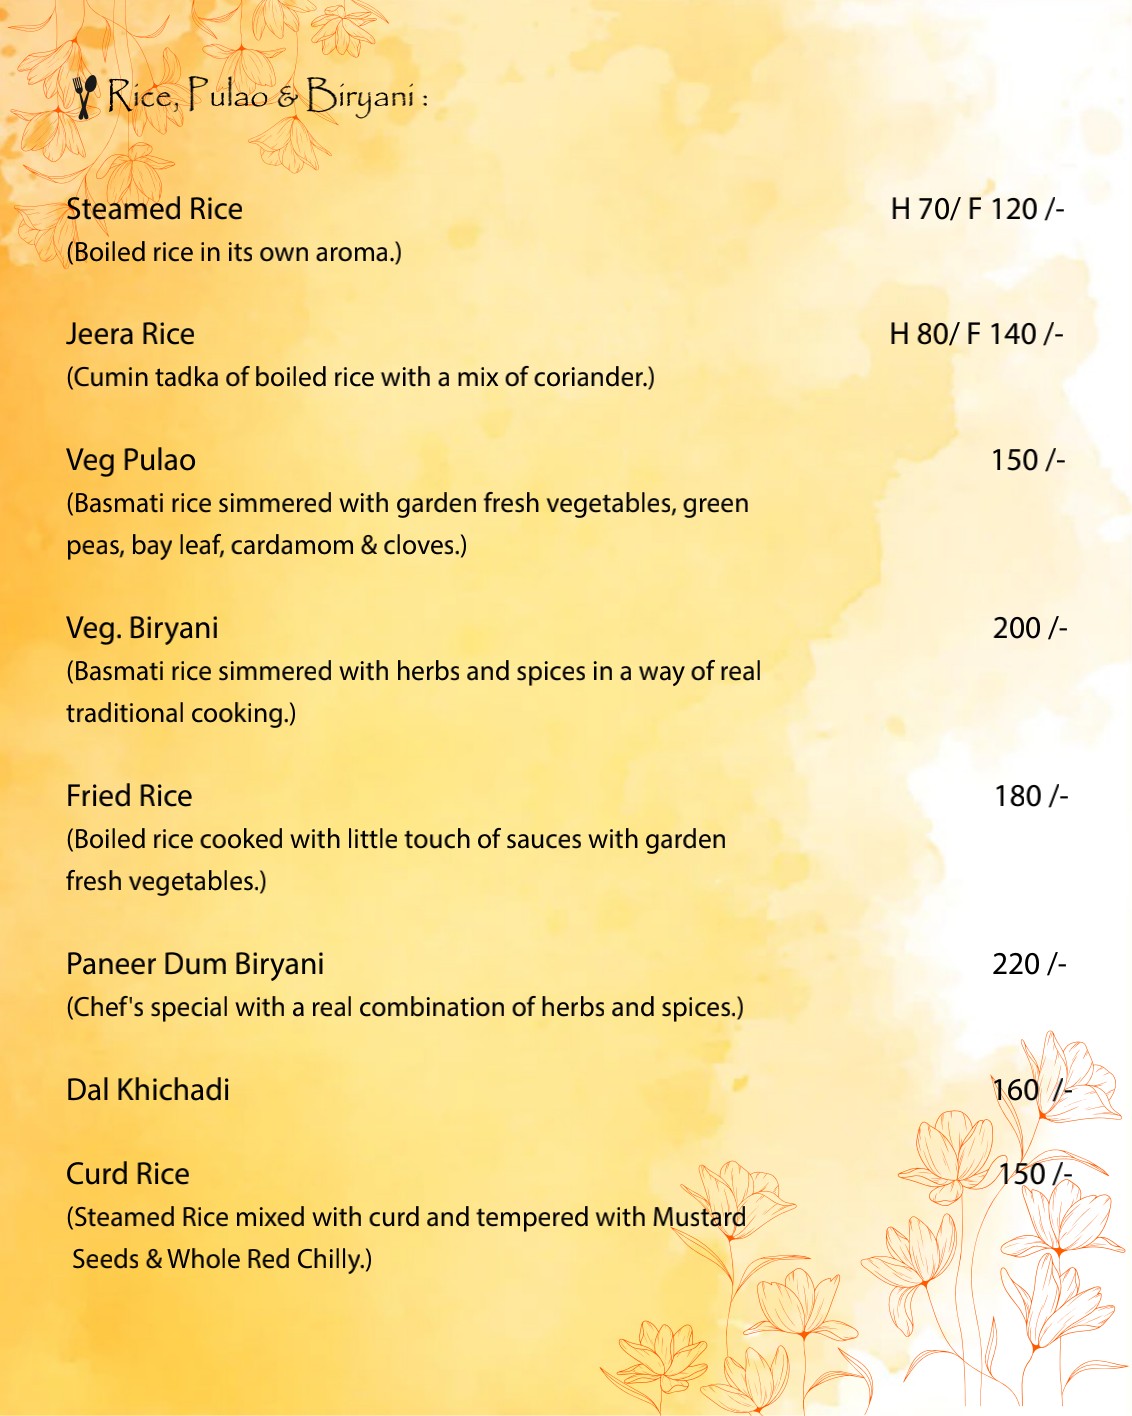 Rice, Pulao & Biryani :
Steamed Rice H 70/ F 120 /-
(Boiled rice in its own aroma.)
Jeera Rice H 80/ F 140 /-
(Cumin tadka of boiled rice with a mix of coriander.)
Veg Pulao 150 /-
(Basmati rice simmered with garden fresh vegetables, green
peas, bay leaf, cardamom & cloves.)
Veg. Biryani 200 /-
(Basmati rice simmered with herbs and spices in a way of real
traditional cooking.)
Fried Rice 180 /-
(Boiled rice cooked with little touch of sauces with garden
fresh vegetables.)
Paneer Dum Biryani 220 /-
(Chef's special with a real combination of herbs and spices.)
Dal Khichadi 160 /-
Curd Rice 150 /-
(Steamed Rice mixed with curd and tempered with Mustard
Seeds & Whole Red Chilly.)